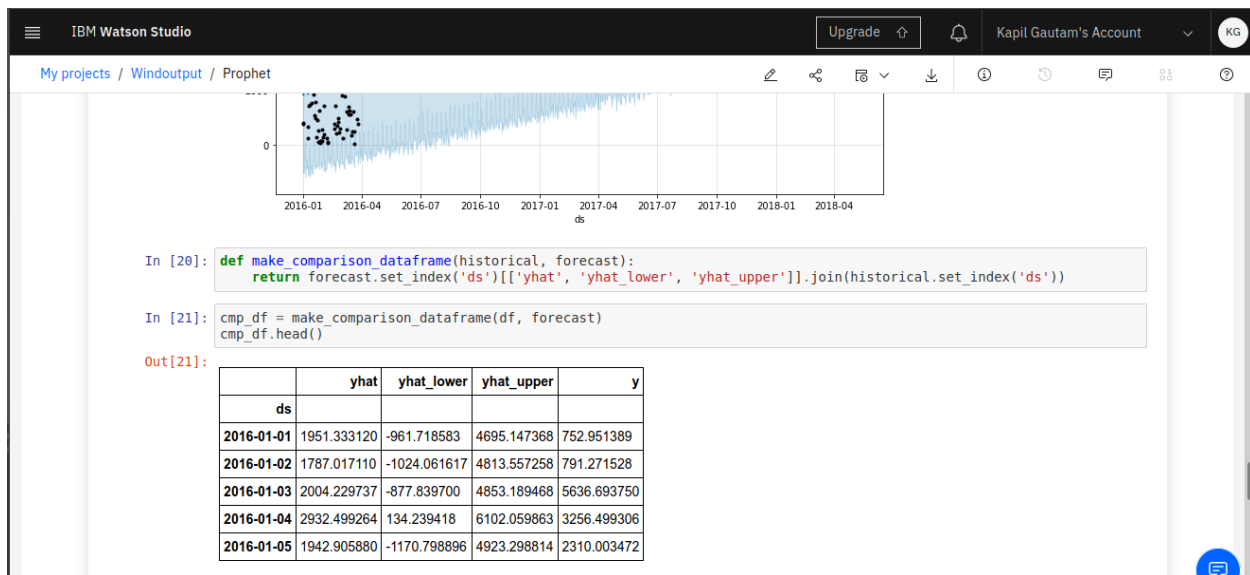 IBM Watson Studio
Upgrade
Kapil Gautam's Account
KG
My projects / Windoutput / Prophet
0
2016-01 2016-04 2016-07 2016-10 2017-01 2017-04 2017-07 2017-10 2018-01 2018-04
ds
In [20]: def make_comparison_dataframe(historical, forecast):
return forecast.set_index('ds')[['yhat', 'yhat_lower', 'yhat_upper']].join(historical.set_index('ds'))
In [21]: cmp_df = make_comparison_dataframe(df, forecast)
cmp_df.head()
Out[21]:
yhat yhat_lower yhat_upper y
ds
2016-01-01 1951.333120 -961.718583 4695.147368 752.951389
2016-01-02 1787.017110 -1024.061617 4813.557258 791.271528
2016-01-03 2004.229737 -877.839700 4853.189468 5636.693750
2016-01-04 2932.499264 134.239418 6102.059863 3256.499306
2016-01-05 1942.905880 -1170.798896 4923.298814 2310.003472